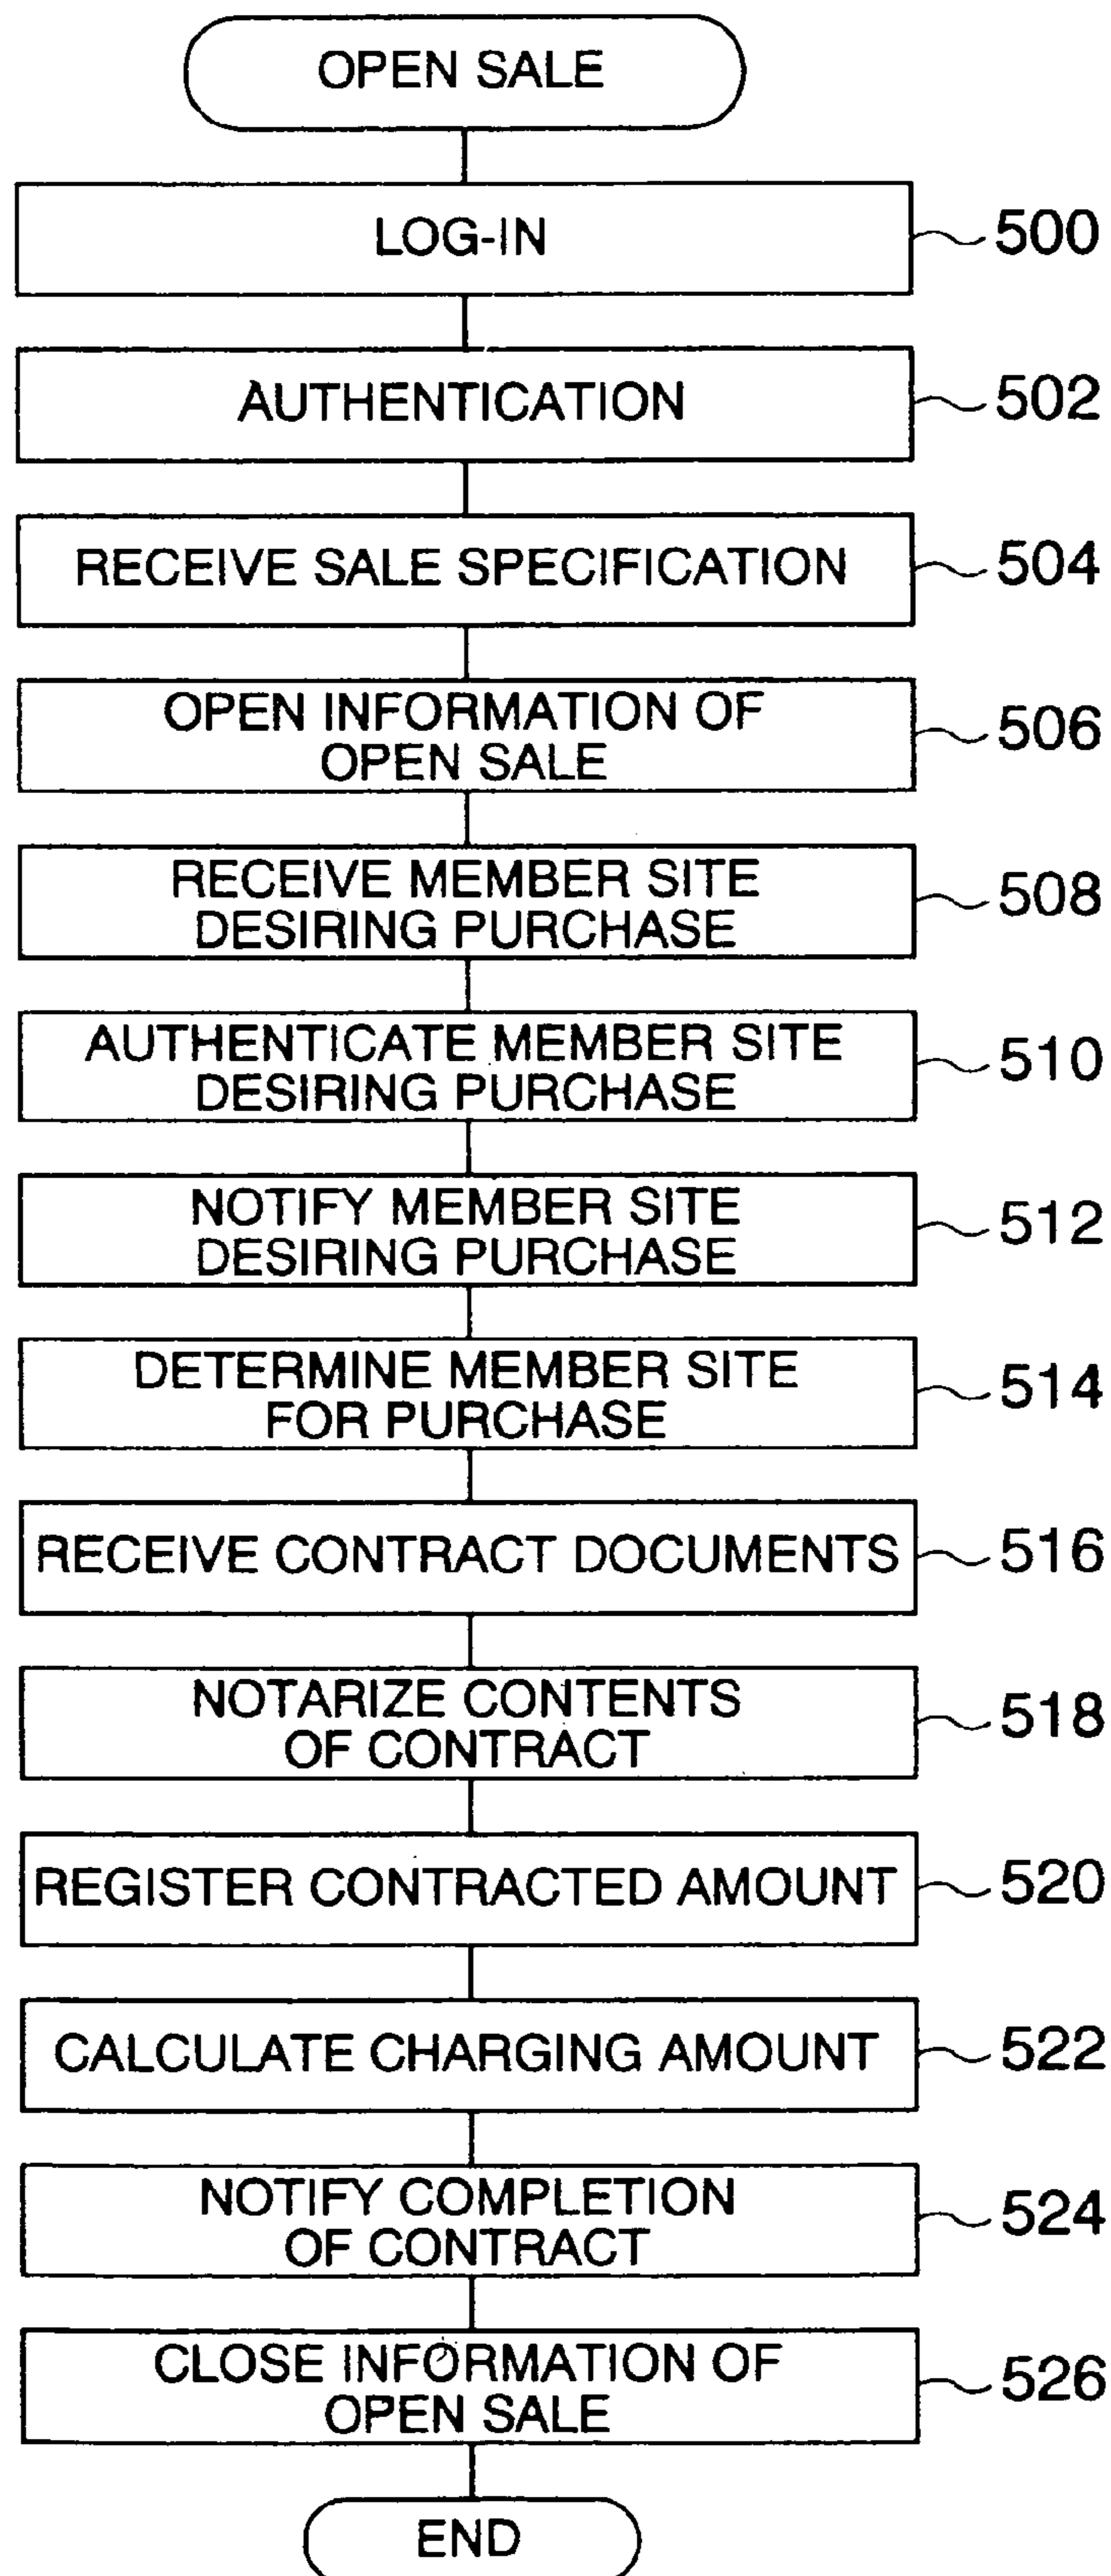 OPEN SALE
LOG-IN
500
AUTHENTICATION
502
RECEIVE SALE SPECIFICATION
504
OPEN INFORMATION OF
OPEN SALE
506
RECEIVE MEMBER SITE
DESIRING PURCHASE
508
AUTHENTICATE MEMBER SITE
DESIRING PURCHASE
510
NOTIFY MEMBER SITE
DESIRING PURCHASE
512
DETERMINE MEMBER SITE
FOR PURCHASE
514
RECEIVE CONTRACT DOCUMENTS
516
NOTARIZE CONTENTS
OF CONTRACT
518
REGISTER CONTRACTED AMOUNT
520
CALCULATE CHARGING AMOUNT
522
NOTIFY COMPLETION
OF CONTRACT
524
CLOSE INFORMATION OF
OPEN SALE
526
END